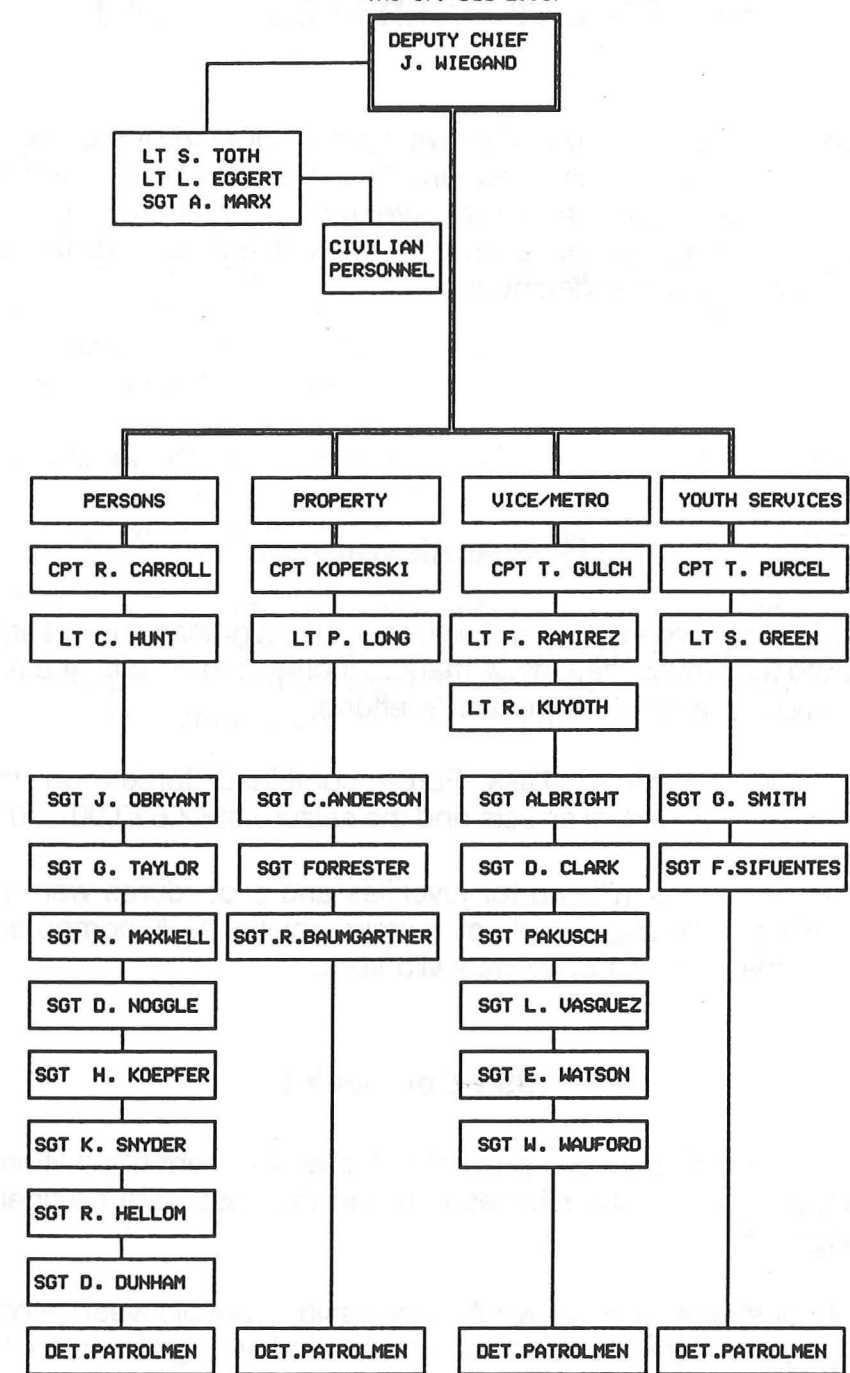 DEPUTY CHIEF
J. WIEGAND
LT S. TOTH
LT L. EGGERT
SGT A. MARX
CIVILIAN
PERSONNEL
PERSONS
PROPERTY
VICE/METRO
YOUTH SERVICES
CPT R. CARROLL
CPT KOPERSKI
CPT T. GULCH
CPT T. PURCEL
LT C. HUNT
LT P. LONG
LT F. RAMIREZ
LT S. GREEN
LT R. KUYOTH
SGT J. OBRYANT
SGT C.ANDERSON
SGT ALBRIGHT
SGT G. SMITH
SGT G. TAYLOR
SGT FORRESTER
SGT D. CLARK
SGT F.SIFUENTES
SGT R. MAXWELL
SGT.R.BAUMGARTNER
SGT PAKUSCH
SGT D. NOGGLE
SGT L. VASQUEZ
SGT H. KOEPFER
SGT E. WATSON
SGT K. SNYDER
SGT W. WAUFORD
SGT R. HELLOM
SGT D. DUNHAM
DET.PATROLMEN
DET.PATROLMEN
DET.PATROLMEN
DET.PATROLMEN